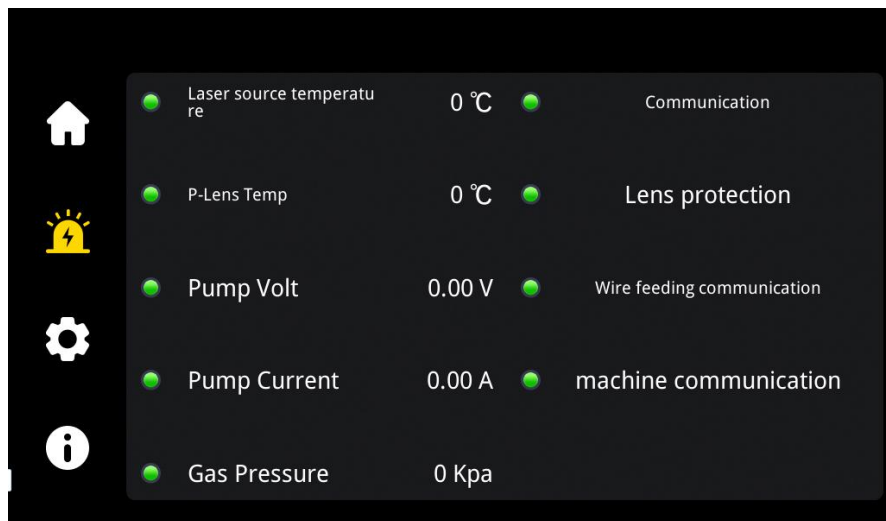 Laser source temperatu
re
0 ℃
Communication
P-Lens Temp
0 ℃
Lens protection
Pump Volt
0.00 V
Wire feeding communication
Pump Current
0.00 A
machine communication
Gas Pressure
0 Kpa